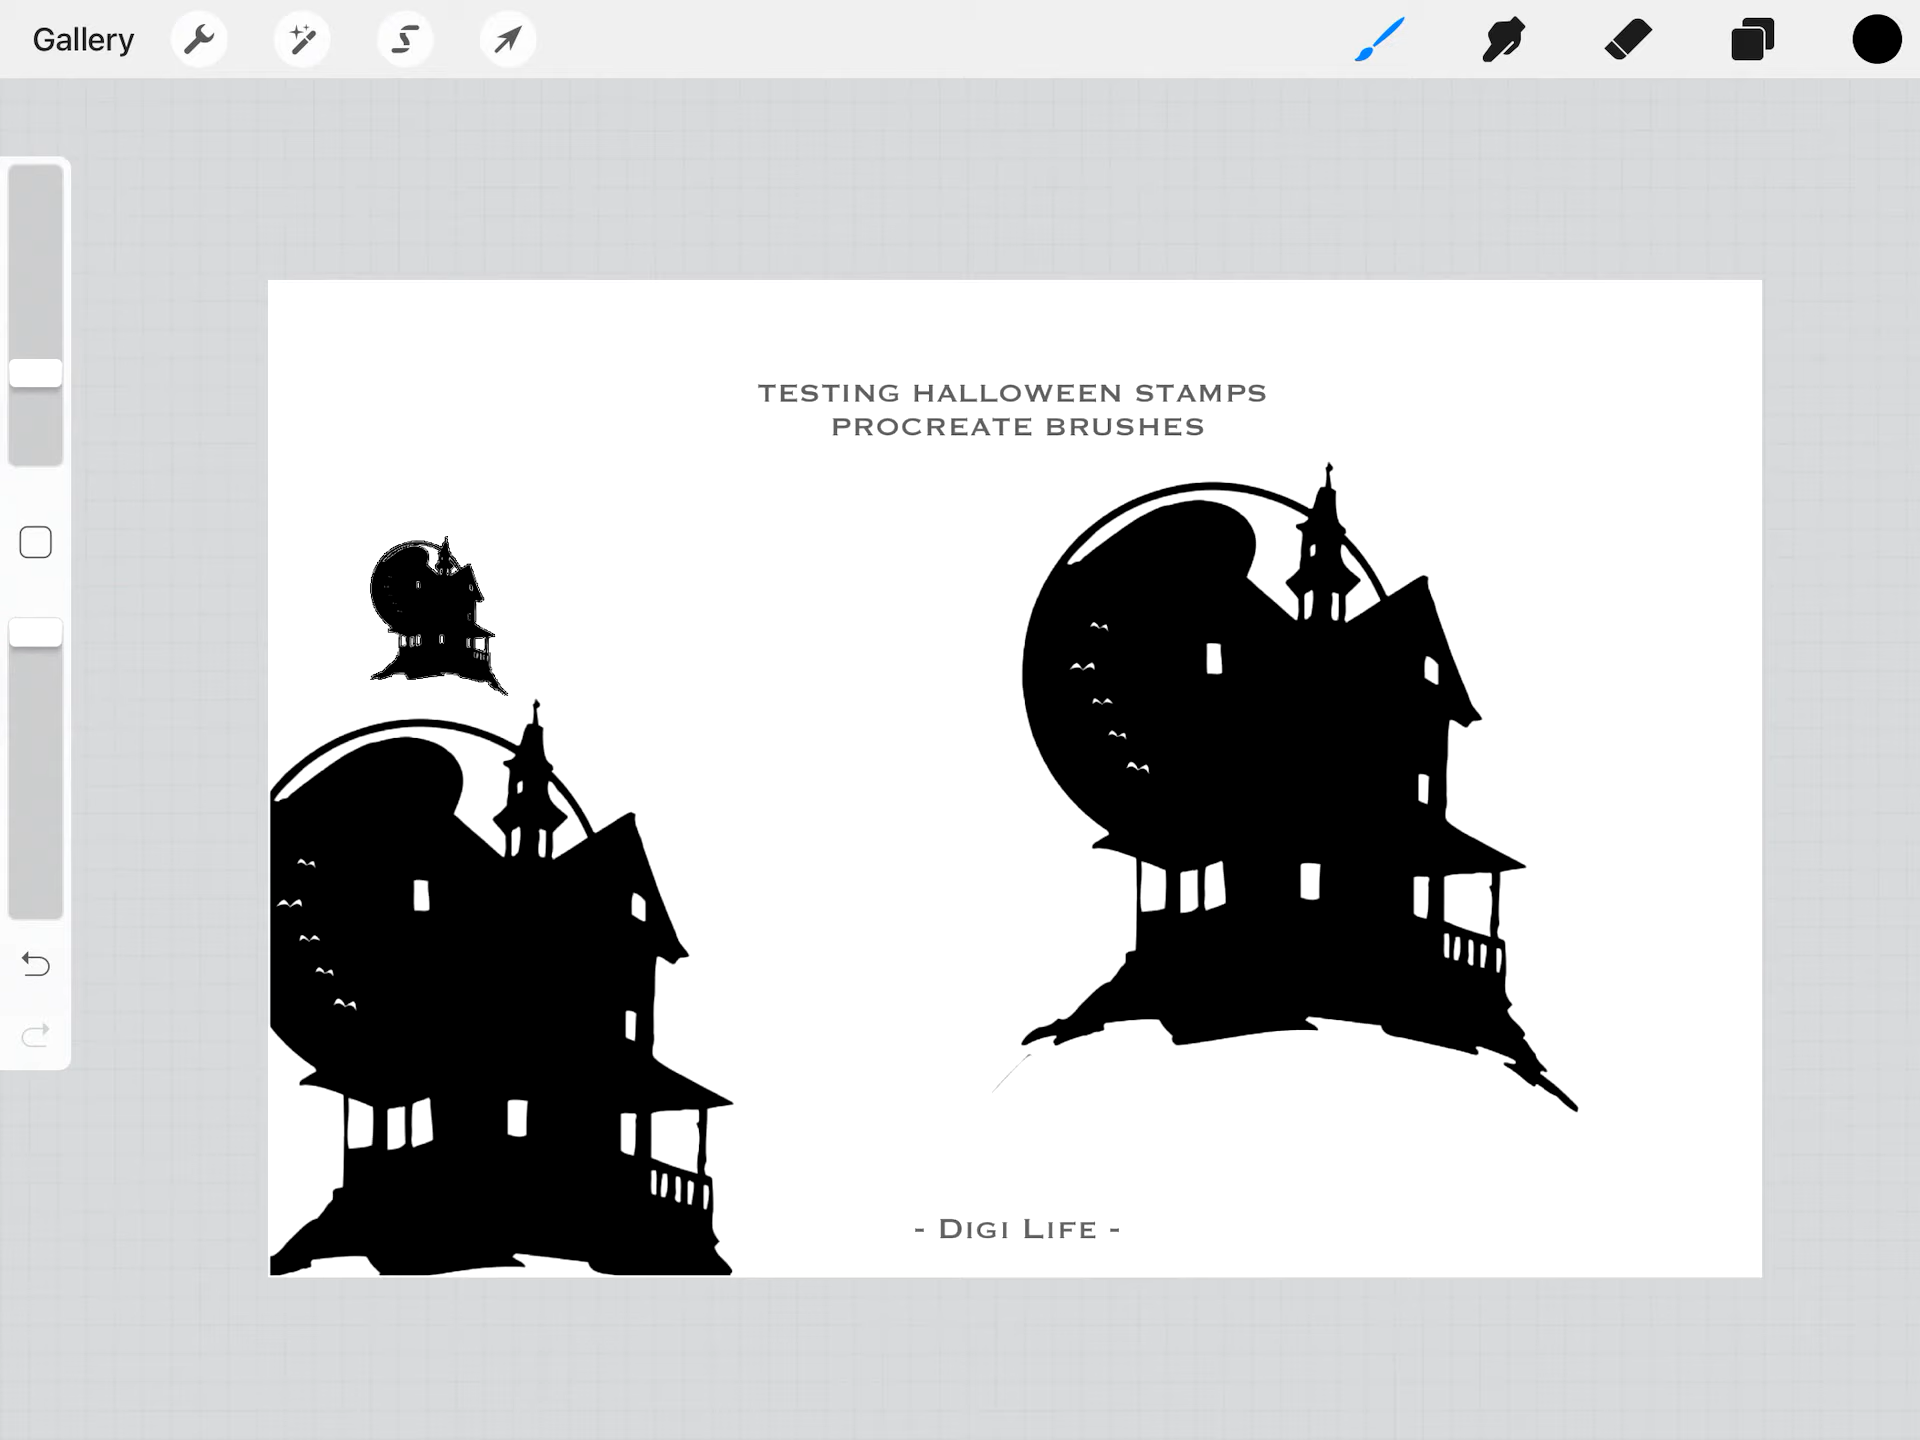 Gallery
TESTING HALLOWEEN STAMPS
PROCREATE BRUSHES
- DIGI LIFE -